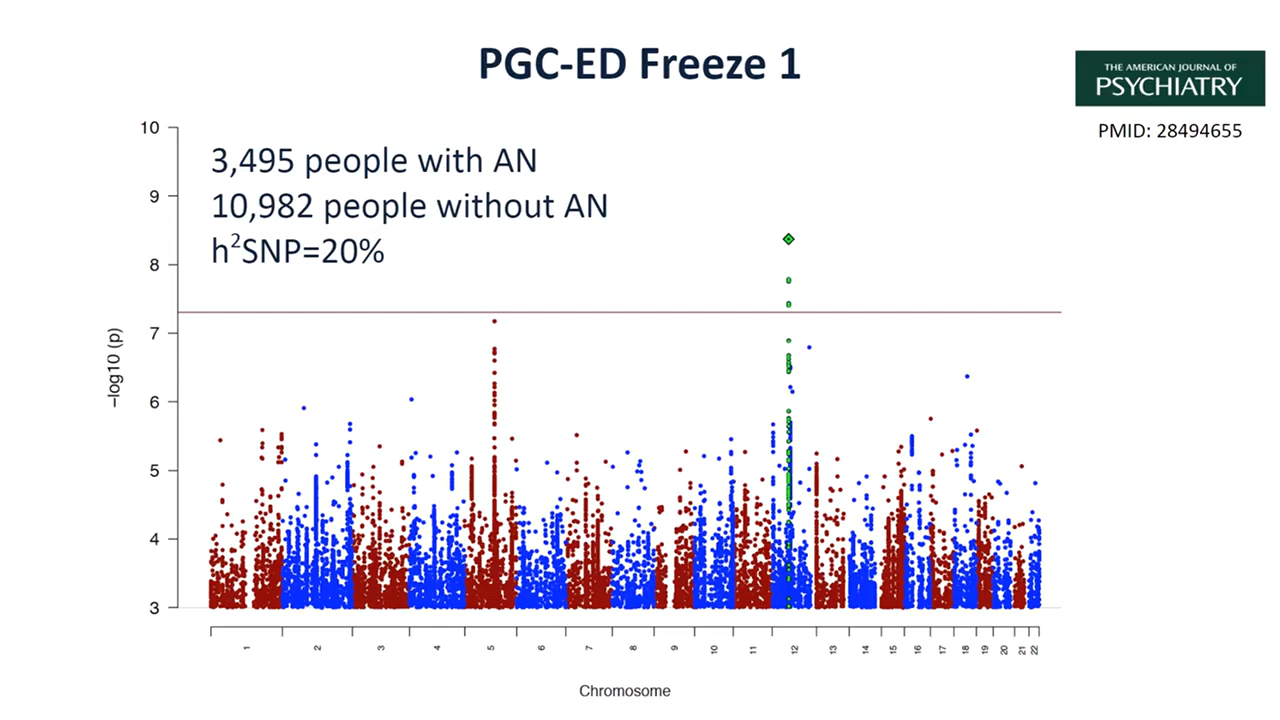 PGC-ED Freeze 1
THE AMERICAN JOURNAL OF
PSYCHIATRY
PMID: 28494655
3,495 people with AN
10,982 people without AN
h²SNP=20%
10
9
8
7
6
5
4
3
−log10 (p)
1 2 3 4 5 6 7 8 9 10 11 12 13 14 15 16 17 18 19 20 21 22
Chromosome